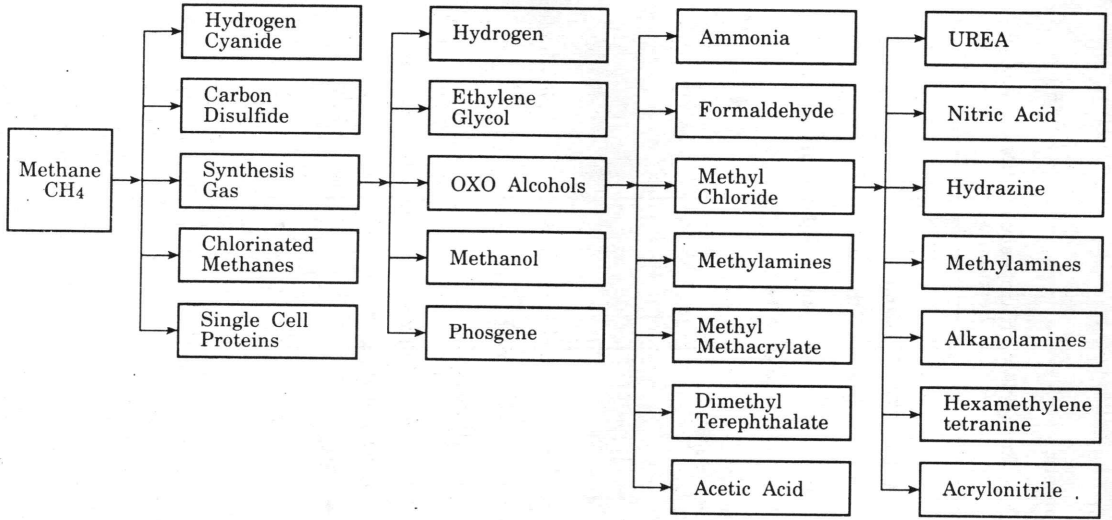 Methane
CH4
Hydrogen
Cyanide
Carbon
Disulfide
Synthesis
Gas
Chlorinated
Methanes
Single Cell
Proteins
Hydrogen
Ethylene
Glycol
OXO Alcohols
Methanol
Phosgene
Ammonia
Formaldehyde
Methyl
Chloride
Methylamines
Methyl
Methacrylate
Dimethyl
Terephthalate
Acetic Acid
UREA
Nitric Acid
Hydrazine
Methylamines
Alkanolamines
Hexamethylene
tetranine
Acrylonitrile